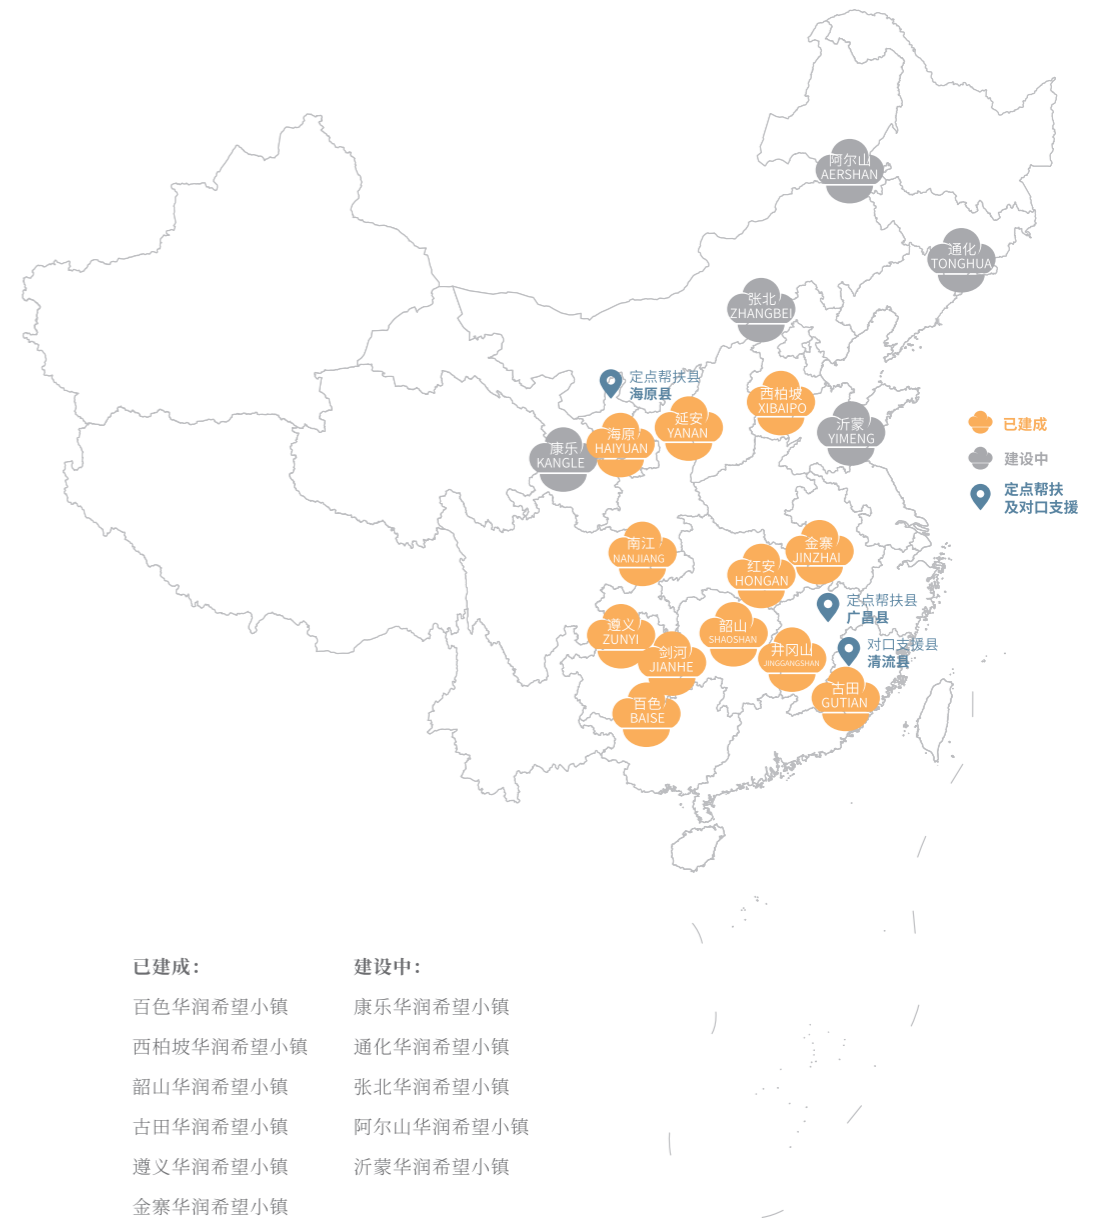 阿尔山
AERSHAN
通化
TONGHUA
张北
ZHANGBEI
定点帮扶县
海原县
西柏坡
XIBAIPO
延安
YANAN
沂蒙
YIMENG
海原
HAIYUAN
康乐
KANGLE
已建成
建设中
定点帮扶
及对口支援
南江
NANJIANG
金寨
JINZHAI
红安
HONGAN
定点帮扶县
广昌县
遵义
ZUNYI
韶山
SHAOSHAN
对口支援县
清流县
剑河
JIANHE
井冈山
JINGGANGSHAN
古田
GUTIAN
百色
BAISE
已建成：
百色华润希望小镇
西柏坡华润希望小镇
韶山华润希望小镇
古田华润希望小镇
遵义华润希望小镇
金寨华润希望小镇
建设中：
康乐华润希望小镇
通化华润希望小镇
张北华润希望小镇
阿尔山华润希望小镇
沂蒙华润希望小镇